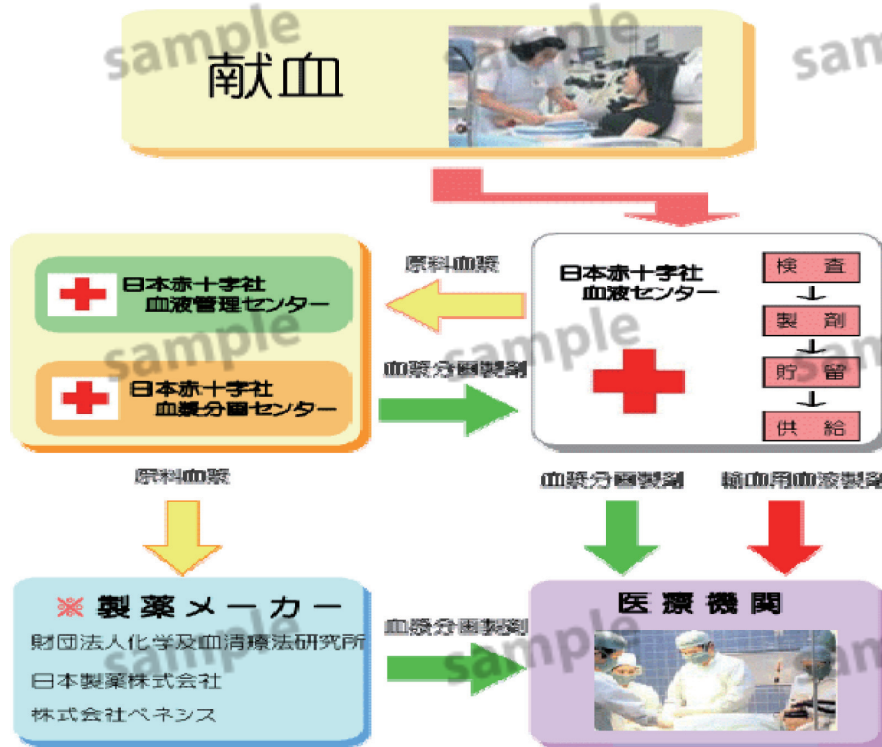 sample sample sam
献血
原料血漿
日本赤十字社
血液管理センター
日本赤十字社
血液センター
検 査
製 剤
貯 留
供 給
sample sample sam
血漿分画製剤
日本赤十字社
血漿分画センター
原料血漿
血漿分画製剤
輸血用血液製剤
※製薬メーカー
財団法人化学及血清療法研究所
日本製薬株式会社
株式会社ベネシス
血漿分画製剤
医療機関
sample sample sam